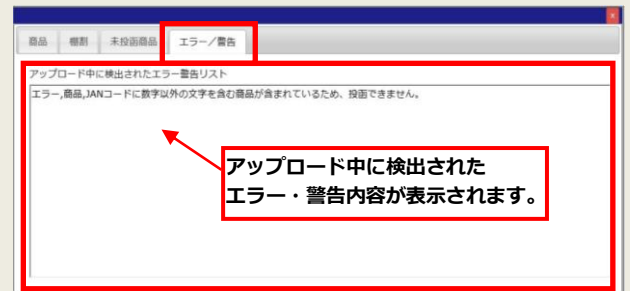 商品 棚割 未投函商品 エラー／警告
アップロード中に検出されたエラー警告リスト
エラー,商品,JANコードに数字以外の文字を含む商品が含まれているため、投函できません。
アップロード中に検出された
エラー・警告内容が表示されます。